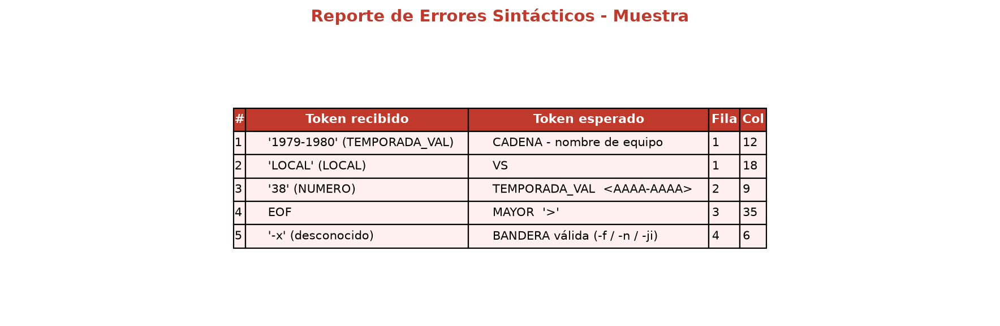 Reporte de Errores Sintácticos - Muestra
# Token recibido Token esperado Fila Col
1 '1979-1980' (TEMPORADA_VAL) CADENA - nombre de equipo 1 12
2 'LOCAL' (LOCAL) VS 1 18
3 '38' (NUMERO) TEMPORADA_VAL <AAAA-AAAA> 2 9
4 EOF MAYOR '>' 3 35
5 '-x' (desconocido) BANDERA válida (-f / -n / -ji) 4 6